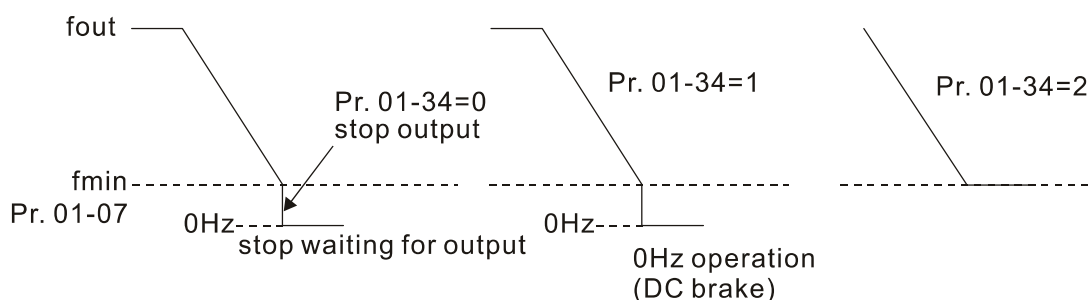 fout
Pr. 01-34=0
stop output
fmin
Pr. 01-07
0Hz
stop waiting for output
Pr. 01-34=1
0Hz
0Hz operation
(DC brake)
Pr. 01-34=2